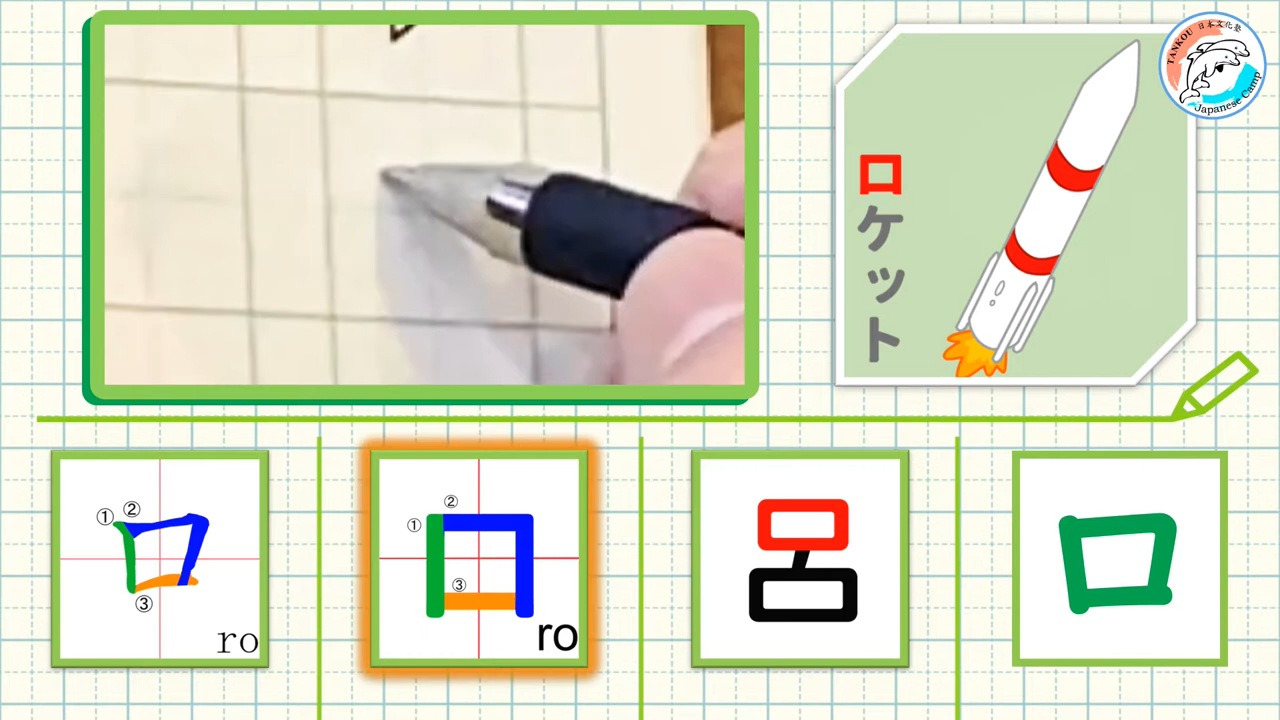 ロケット
TANKOU 日本文化塾
Japanese Camp
① ②
③
ro
②
①
③
ro
呂
ロ